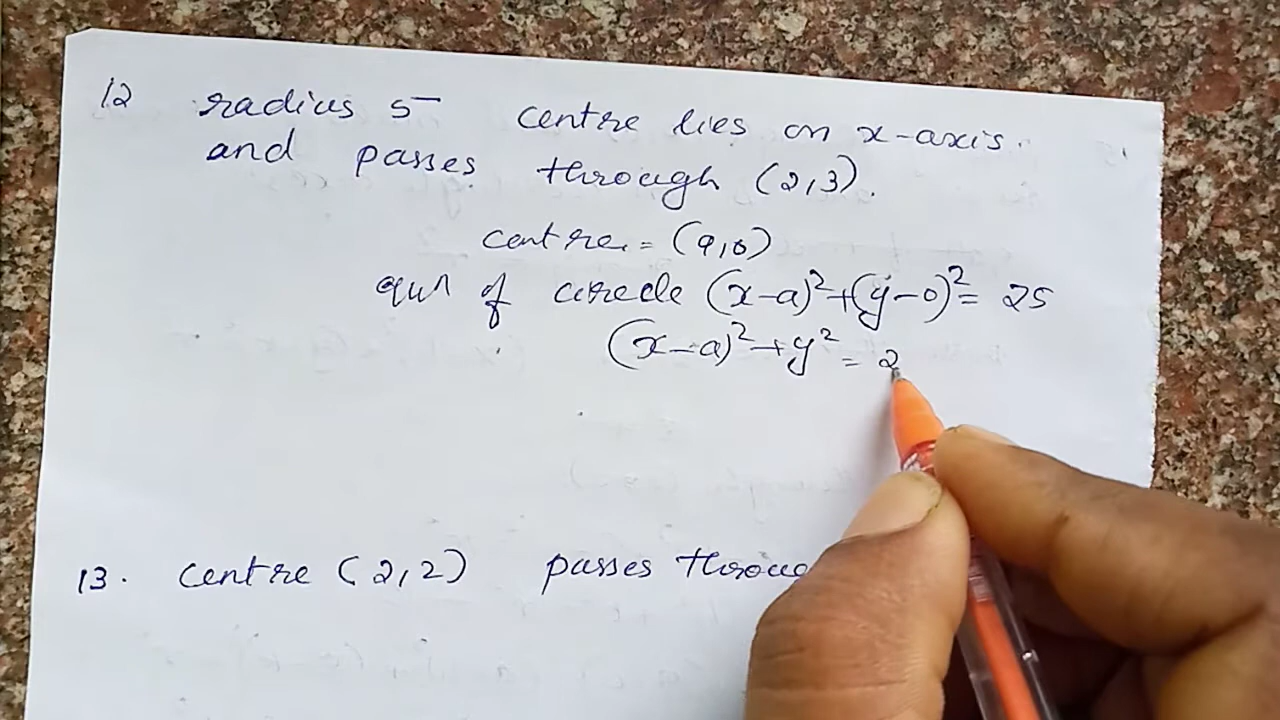 12 radius 5 centre lies on x-axis.
and passes through (2,3).
centre = (a,0)
eqn of circle (x-a)²+(y-0)² = 25
(x-a)²+y² = 2
13. centre (2,2) passes throug